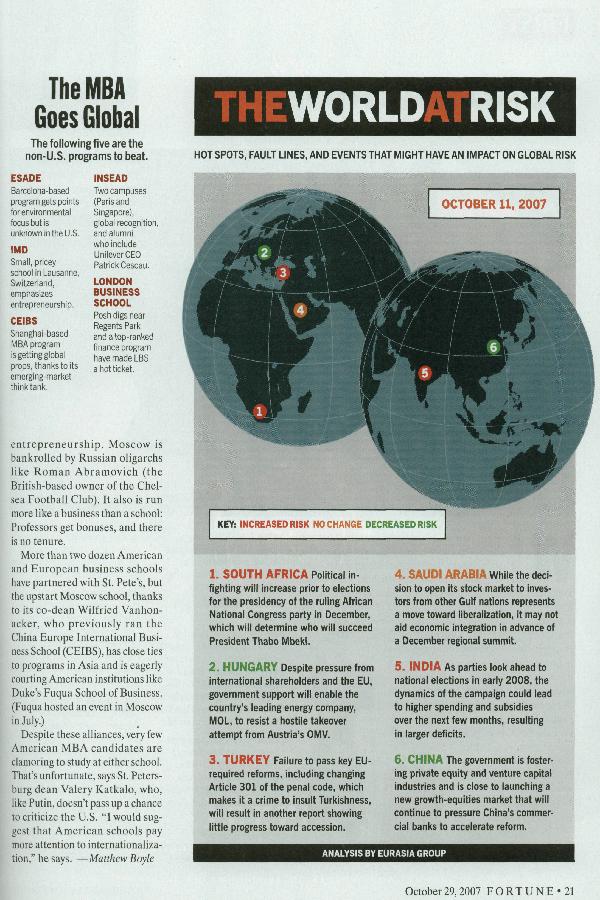 The MBA
Goes Global
The following five are the
non-U.S. programs to beat.
ESADE
Barcelona-based
program gets points
for environmental
focus but is
unknown in the U.S.
IMD
Small, pricey
school in Lausanne,
Switzerland,
emphasizes
entrepreneurship.
CEIBS
Shanghai-based
MBA program
is getting global
props, thanks to its
emerging-market
think tank.
INSEAD
Two campuses
(Paris and
Singapore),
global recognition,
and alumni
who include
Unilever CEO
Patrick Cescau.
LONDON
BUSINESS
SCHOOL
Posh digs near
Regents Park
and a top-ranked
finance program
have made LBS
a hot ticket.
entrepreneurship. Moscow is
bankrolled by Russian oligarchs
like Roman Abramovich (the
British-based owner of the Chel-
sea Football Club). It also is run
more like a business than a school:
Professors get bonuses, and there
is no tenure.
More than two dozen American
and European business schools
have partnered with St. Pete's, but
the upstart Moscow school, thanks
to its co-dean Wilfried Vanhon-
acker, who previously ran the
China Europe International Busi-
ness School (CEIBS), has close ties
to programs in Asia and is eagerly
courting American institutions like
Duke's Fuqua School of Business.
(Fuqua hosted an event in Moscow
in July.)
Despite these alliances, very few
American MBA candidates are
clamoring to study at either school.
That's unfortunate, says St. Peters-
burg dean Valery Katkalo, who,
like Putin, doesn't pass up a chance
to criticize the U.S. "I would sug-
gest that American schools pay
more attention to internationaliza-
tion," he says. —Matthew Boyle
THEWORLDATRISK
HOT SPOTS, FAULT LINES, AND EVENTS THAT MIGHT HAVE AN IMPACT ON GLOBAL RISK
OCTOBER 11, 2007
2
3
4
1
5
6
KEY: INCREASED RISK NO CHANGE DECREASED RISK
1. SOUTH AFRICA Political in-
fighting will increase prior to elections
for the presidency of the ruling African
National Congress party in December,
which will determine who will succeed
President Thabo Mbeki.
2. HUNGARY Despite pressure from
international shareholders and the EU,
government support will enable the
country's leading energy company,
MOL, to resist a hostile takeover
attempt from Austria's OMV.
3. TURKEY Failure to pass key EU-
required reforms, including changing
Article 301 of the penal code, which
makes it a crime to insult Turkishness,
will result in another report showing
little progress toward accession.
4. SAUDI ARABIA While the deci-
sion to open its stock market to inves-
tors from other Gulf nations represents
a move toward liberalization, it may not
aid economic integration in advance of
a December regional summit.
5. INDIA As parties look ahead to
national elections in early 2008, the
dynamics of the campaign could lead
to higher spending and subsidies
over the next few months, resulting
in larger deficits.
6. CHINA The government is foster-
ing private equity and venture capital
industries and is close to launching a
new growth-equities market that will
continue to pressure China's commer-
cial banks to accelerate reform.
ANALYSIS BY EURASIA GROUP
October 29, 2007 FORTUNE • 21